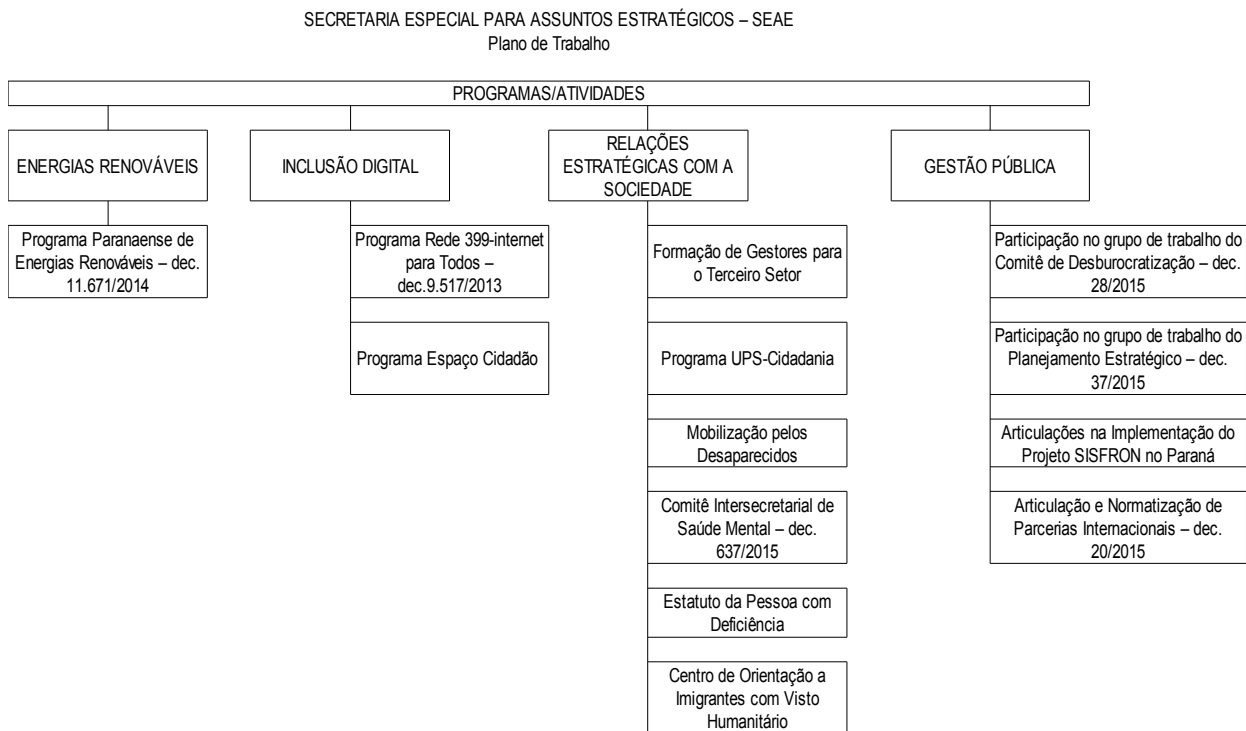 SECRETARIA ESPECIAL PARA ASSUNTOS ESTRATÉGICOS – SEAE
Plano de Trabalho
PROGRAMAS/ATIVIDADES
ENERGIAS RENOVÁVEIS
Programa Paranaense de
Energias Renováveis – dec.
11.671/2014
INCLUSÃO DIGITAL
Programa Rede 399-internet
para Todos –
dec.9.517/2013
Programa Espaço Cidadão
RELAÇÕES
ESTRATÉGICAS COM A
SOCIEDADE
Formação de Gestores para
o Terceiro Setor
Programa UPS-Cidadania
Mobilização pelos
Desaparecidos
Comitê Intersecretarial de
Saúde Mental – dec.
637/2015
Estatuto da Pessoa com
Deficiência
Centro de Orientação a
Imigrantes com Visto
Humanitário
GESTÃO PÚBLICA
Participação no grupo de trabalho do
Comitê de Desburocratização – dec.
28/2015
Participação no grupo de trabalho do
Planejamento Estratégico – dec.
37/2015
Articulações na Implementação do
Projeto SISFRON no Paraná
Articulação e Normatização de
Parcerias Internacionais – dec.
20/2015